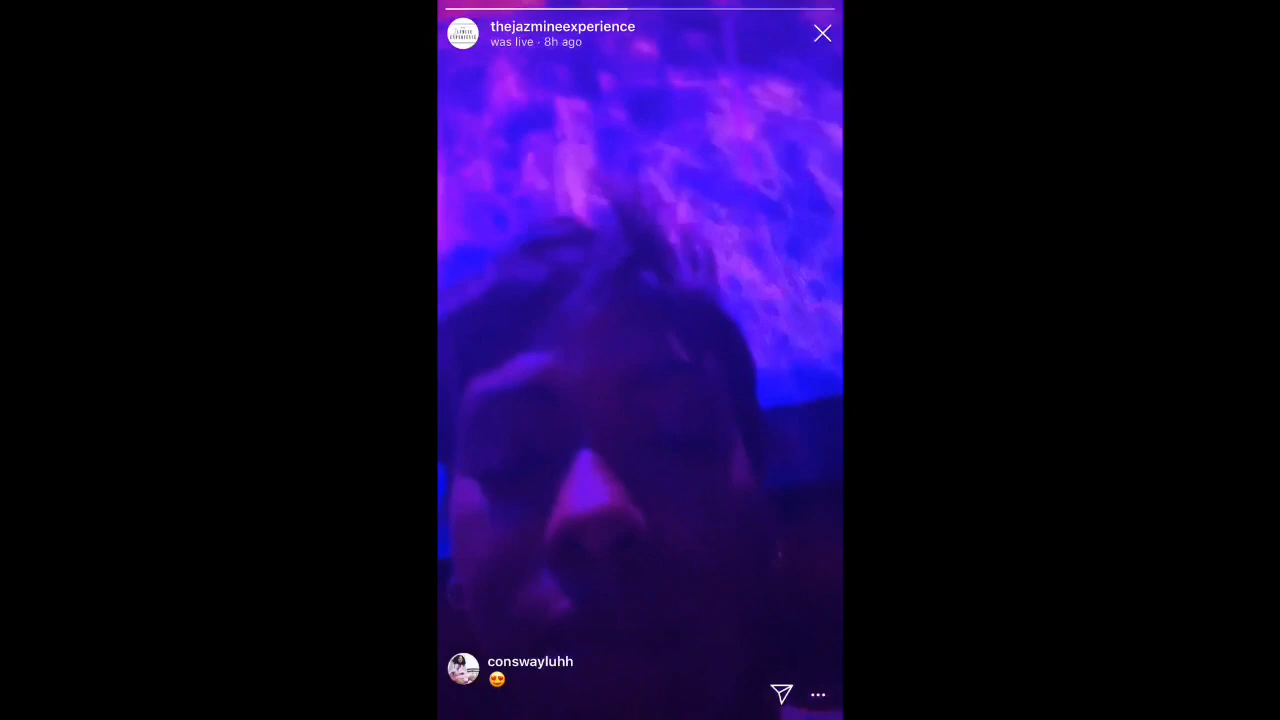 thejazmineexperience
was live · 8h ago
conswayluhh
😍